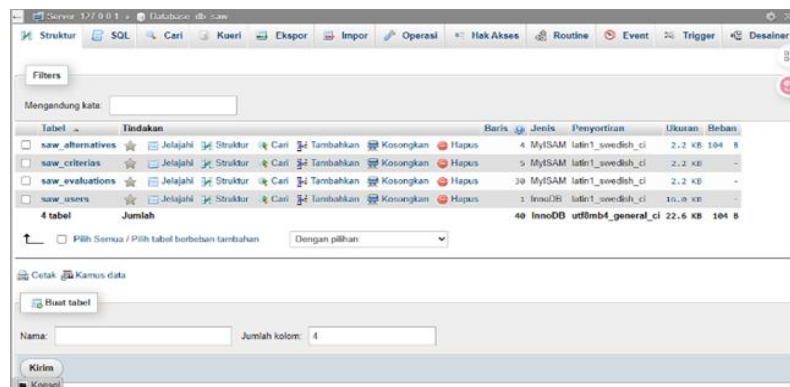 Server: 127.0.0.1 » Database: db_saw
Struktur SQL Cari Kueri Ekspor Impor Operasi Hak Akses Routine Event Trigger Desainer
Filters
Mengandung kata:
Tabel Tindakan Baris Jenis Penyortiran Ukuran Beban
saw_alternatives Jelajahi Struktur Cari Tambahkan Kosongkan Hapus 4 MyISAM latin1_swedish_ci 2.2 KB 104 B
saw_criterias Jelajahi Struktur Cari Tambahkan Kosongkan Hapus 5 MyISAM latin1_swedish_ci 2.2 KB -
saw_evaluations Jelajahi Struktur Cari Tambahkan Kosongkan Hapus 30 MyISAM latin1_swedish_ci 2.2 KB -
saw_users Jelajahi Struktur Cari Tambahkan Kosongkan Hapus 1 InnoDB latin1_swedish_ci 16.0 KB -
4 tabel Jumlah 40 InnoDB utf8mb4_general_ci 22.6 KB 104 B
Pilih Semua / Pilih tabel berbeban tambahan Dengan pilihan
Cetak Kamus data
Buat tabel
Nama: Jumlah kolom: 4
Kirim
Konsol